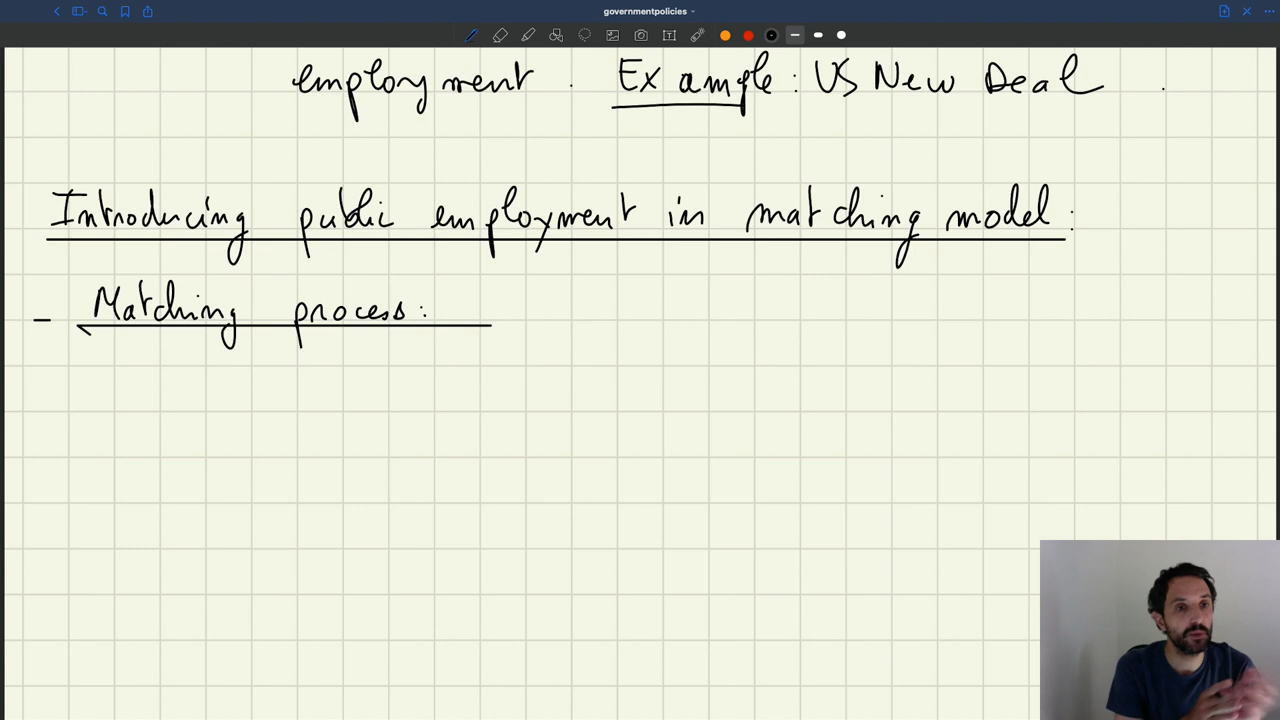 governmentpolicies
employment. Example: US New Deal.
Introducing public employment in matching model:
- Matching process: